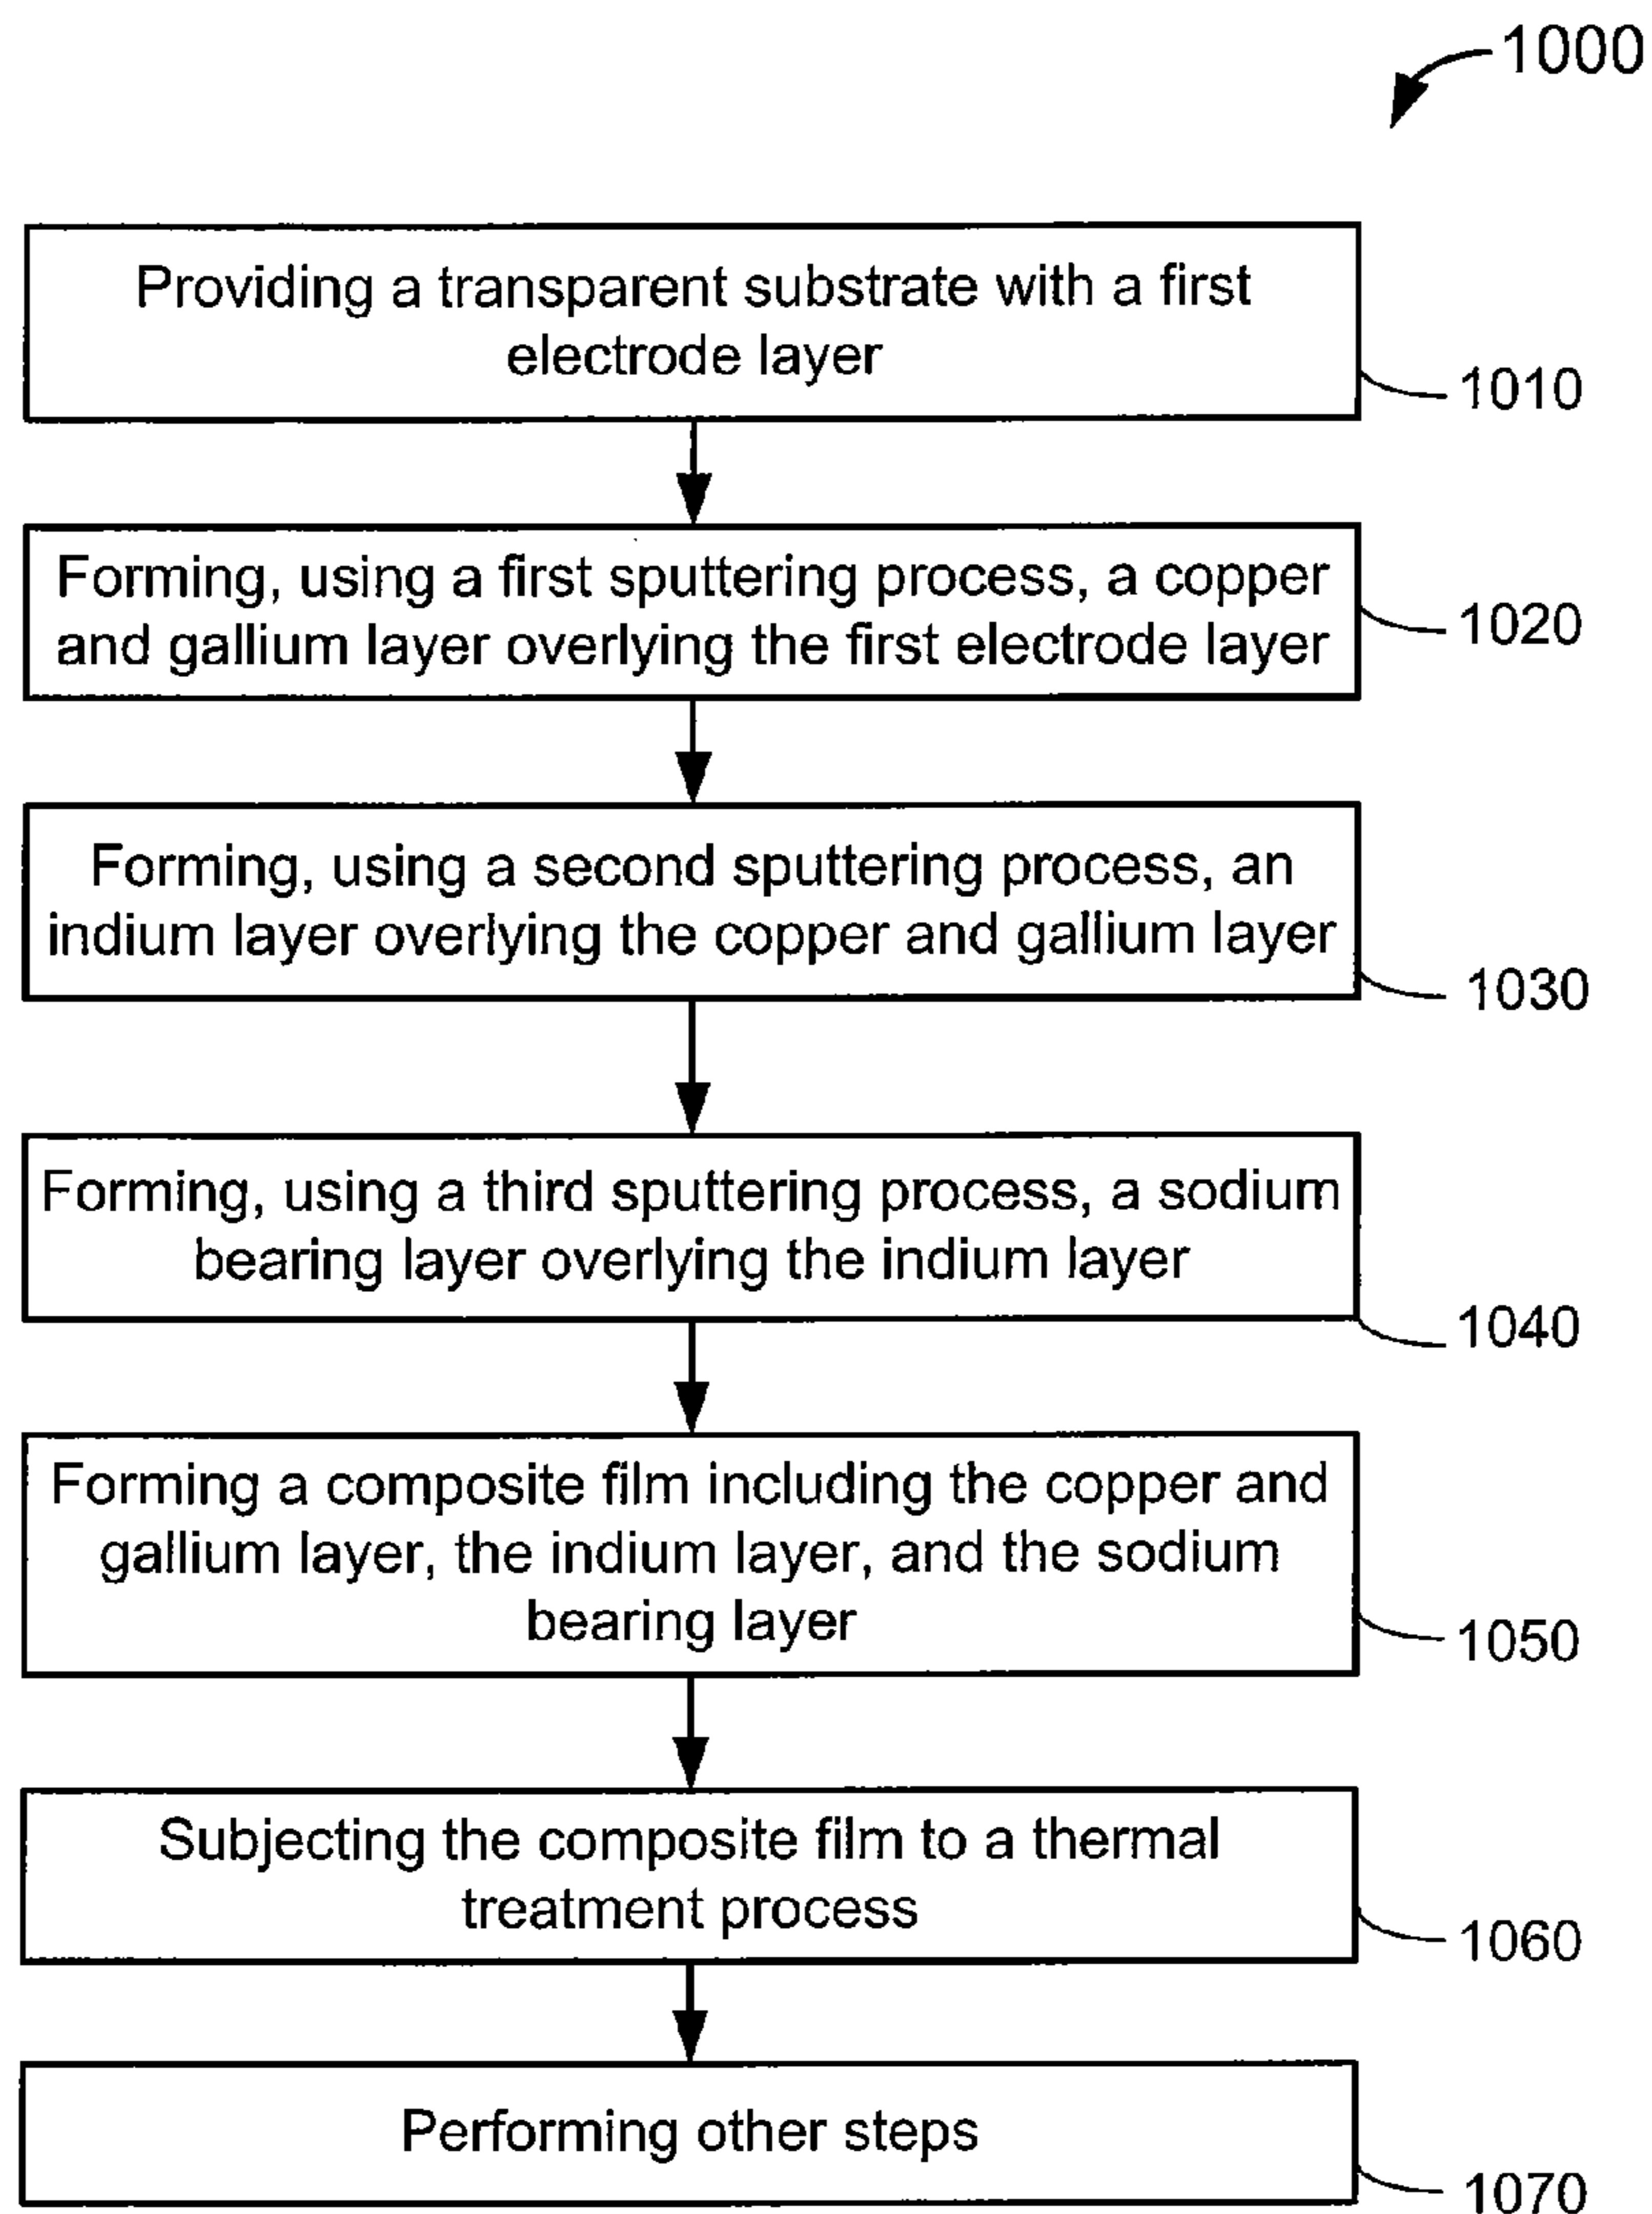 1000
Providing a transparent substrate with a first
electrode layer
1010
Forming, using a first sputtering process, a copper
and gallium layer overlying the first electrode layer
1020
Forming, using a second sputtering process, an
indium layer overlying the copper and gallium layer
1030
Forming, using a third sputtering process, a sodium
bearing layer overlying the indium layer
1040
Forming a composite film including the copper and
gallium layer, the indium layer, and the sodium
bearing layer
1050
Subjecting the composite film to a thermal
treatment process
1060
Performing other steps
1070